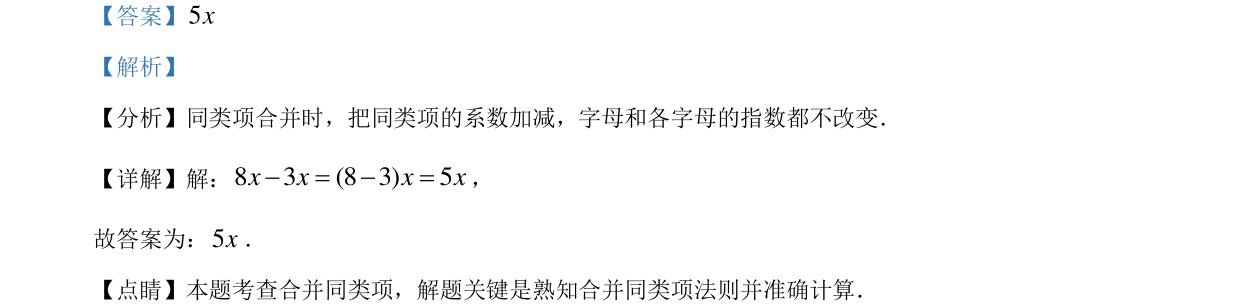 【答案】5x
【解析】
【分析】同类项合并时，把同类项的系数加减，字母和各字母的指数都不改变．
【详解】解：8x−3x=(8−3)x=5x，
故答案为：5x．
【点睛】本题考查合并同类项，解题关键是熟知合并同类项法则并准确计算．